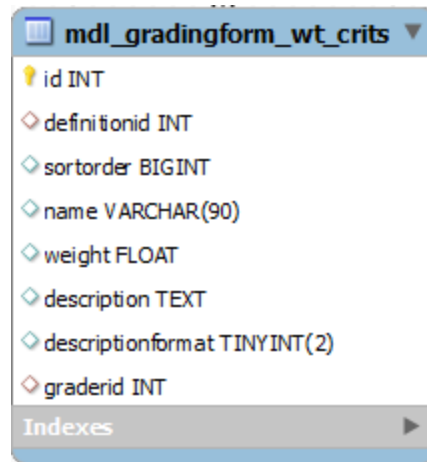 mdl_gradingform_wt_crits
id INT
definitionid INT
sortorder BIGINT
name VARCHAR(90)
weight FLOAT
description TEXT
descriptionformat TINYINT(2)
graderid INT
Indexes